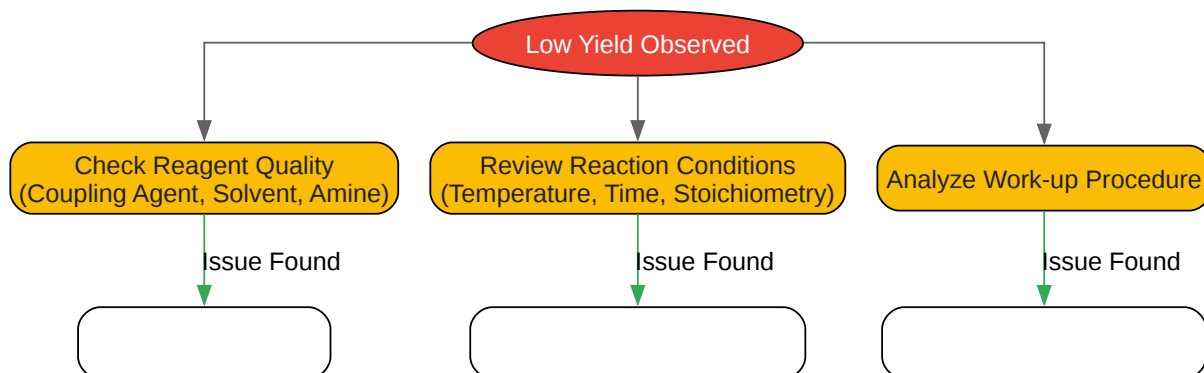 Low Yield Observed
Check Reagent Quality
(Coupling Agent, Solvent, Amine)
Review Reaction Conditions
(Temperature, Time, Stoichiometry)
Analyze Work-up Procedure
Issue Found
Issue Found
Issue Found